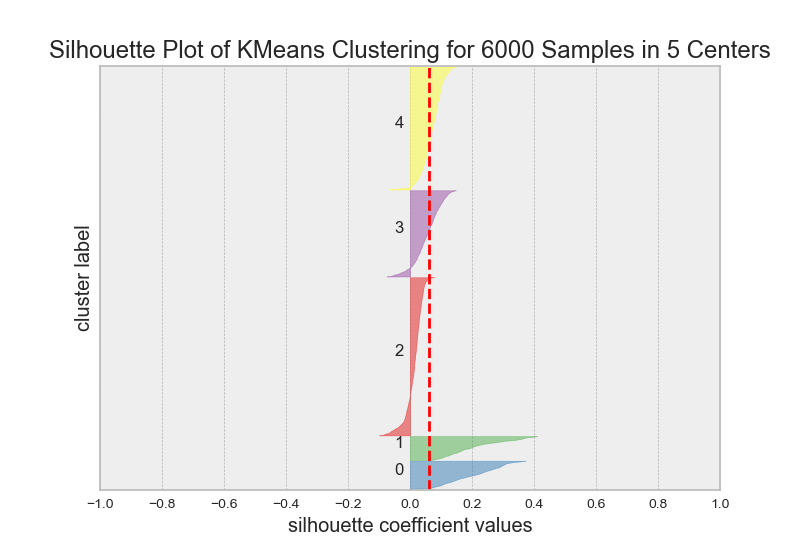 Silhouette Plot of KMeans Clustering for 6000 Samples in 5 Centers
4
3
cluster label
2
1
0
−1.0 −0.8 −0.6 −0.4 −0.2 0.0 0.2 0.4 0.6 0.8 1.0
silhouette coefficient values